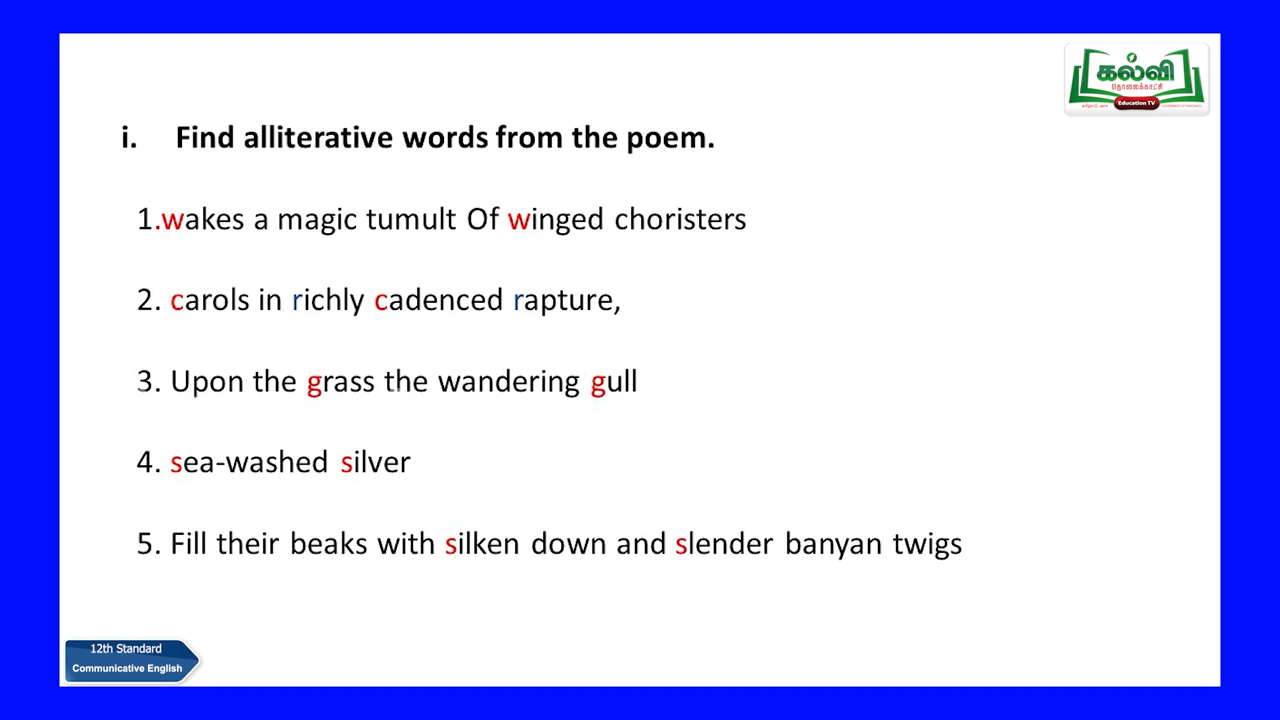 கல்வி
தொலைக்காட்சி
Education TV
i. Find alliterative words from the poem.
1.wakes a magic tumult Of winged choristers
2. carols in richly cadenced rapture,
3. Upon the grass the wandering gull
4. sea-washed silver
5. Fill their beaks with silken down and slender banyan twigs
12th Standard
Communicative English